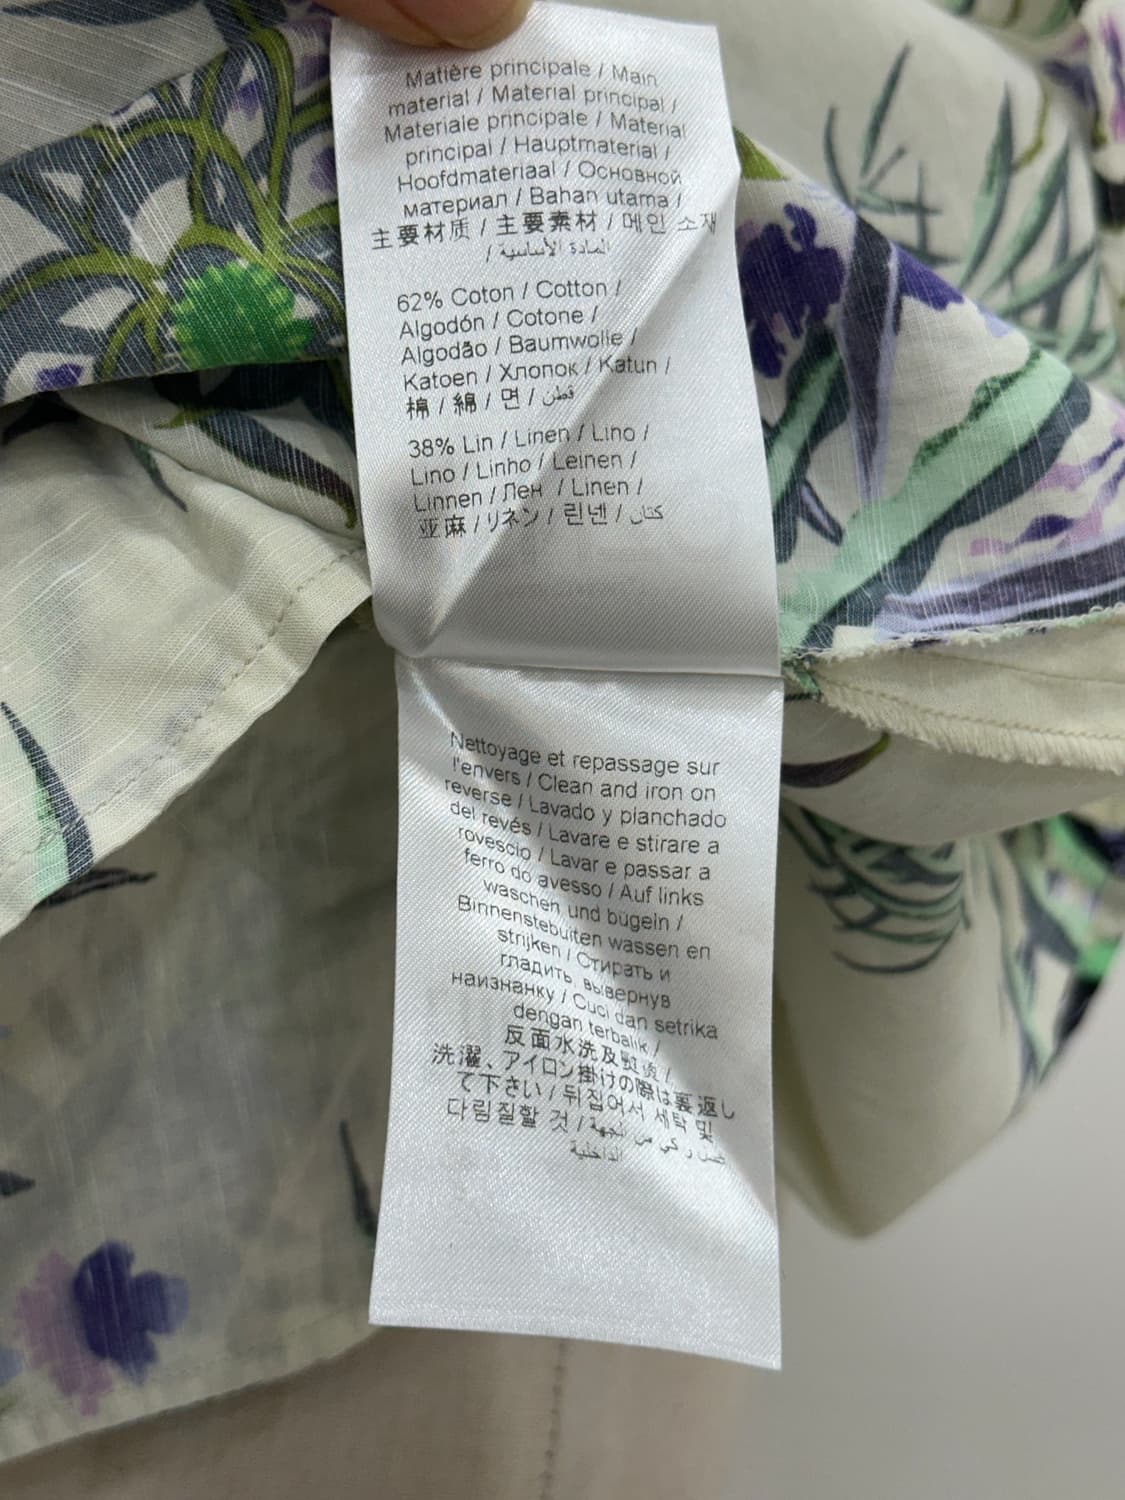 Matière principale / Main
material / Material principal /
Materiale principale / Material
principal / Hauptmaterial /
Hoofdmateriaal / Основной
материал / Bahan utama /
主要材质 / 主要素材 / 메인 소재
/ المادة الأساسية
62% Coton / Cotton /
Algodón / Cotone /
Algodão / Baumwolle /
Katoen / Хлопок / Katun /
棉 / 綿 / 면 / قطن
38% Lin / Linen / Lino /
Lino / Linho / Leinen /
Linnen / Лен / Linen /
亚麻 / リネン / 린넨 / كتان
Nettoyage et repassage sur
l'envers / Clean and iron on
reverse / Lavado y planchado
del revés / Lavare e stirare a
rovescio / Lavar e passar a
ferro do avesso / Auf links
waschen und bügeln /
Binnenstebuiten wassen en
strijken / Стирать и
гладить, вывернув
наизнанку / Cuci dan setrika
dengan terbalik /
反面水洗及熨烫 /
洗濯、アイロン掛けの際は裏返し
て下さい / 뒤집어서 세탁 및
다림질할 것 / من الجهة
الداخلية